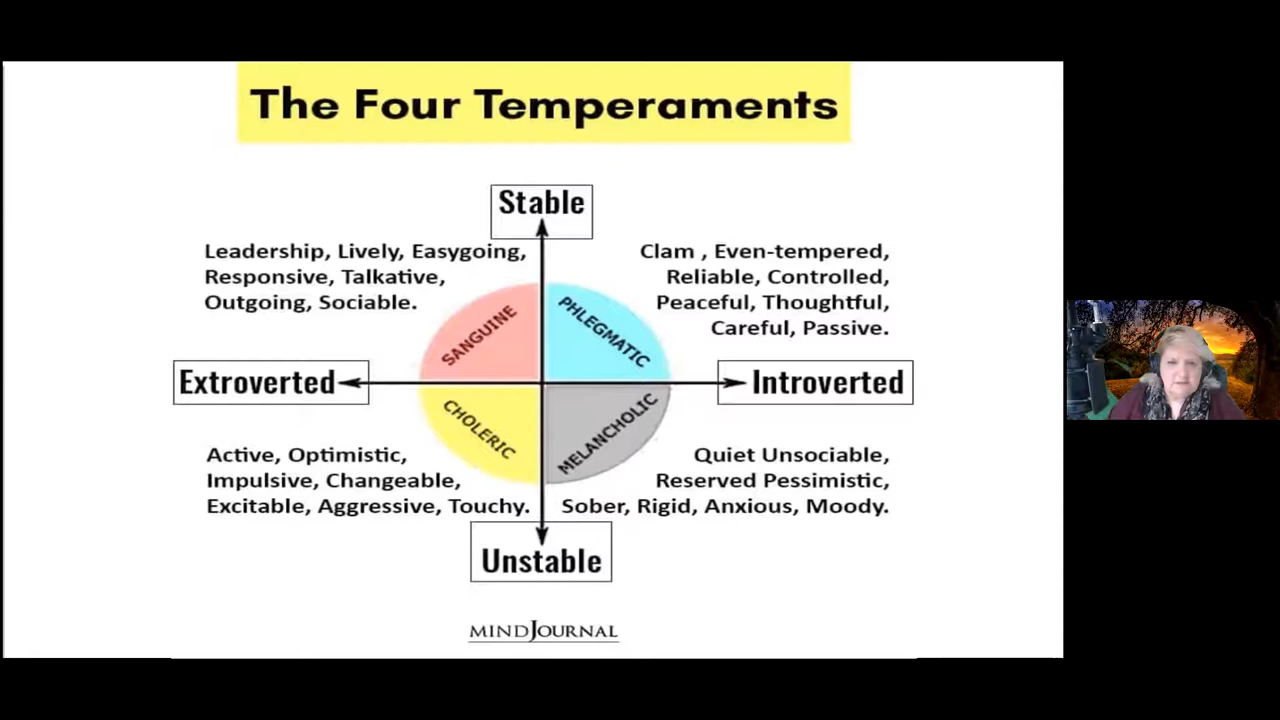 The Four Temperaments
Stable
Leadership, Lively, Easygoing,
Responsive, Talkative,
Outgoing, Sociable.
Clam , Even-tempered,
Reliable, Controlled,
Peaceful, Thoughtful,
Careful, Passive.
SANGUINE
PHLEGMATIC
Extroverted
Introverted
CHOLERIC
MELANCHOLIC
Active, Optimistic,
Impulsive, Changeable,
Excitable, Aggressive, Touchy.
Quiet Unsociable,
Reserved Pessimistic,
Sober, Rigid, Anxious, Moody.
Unstable
MINDJOURNAL